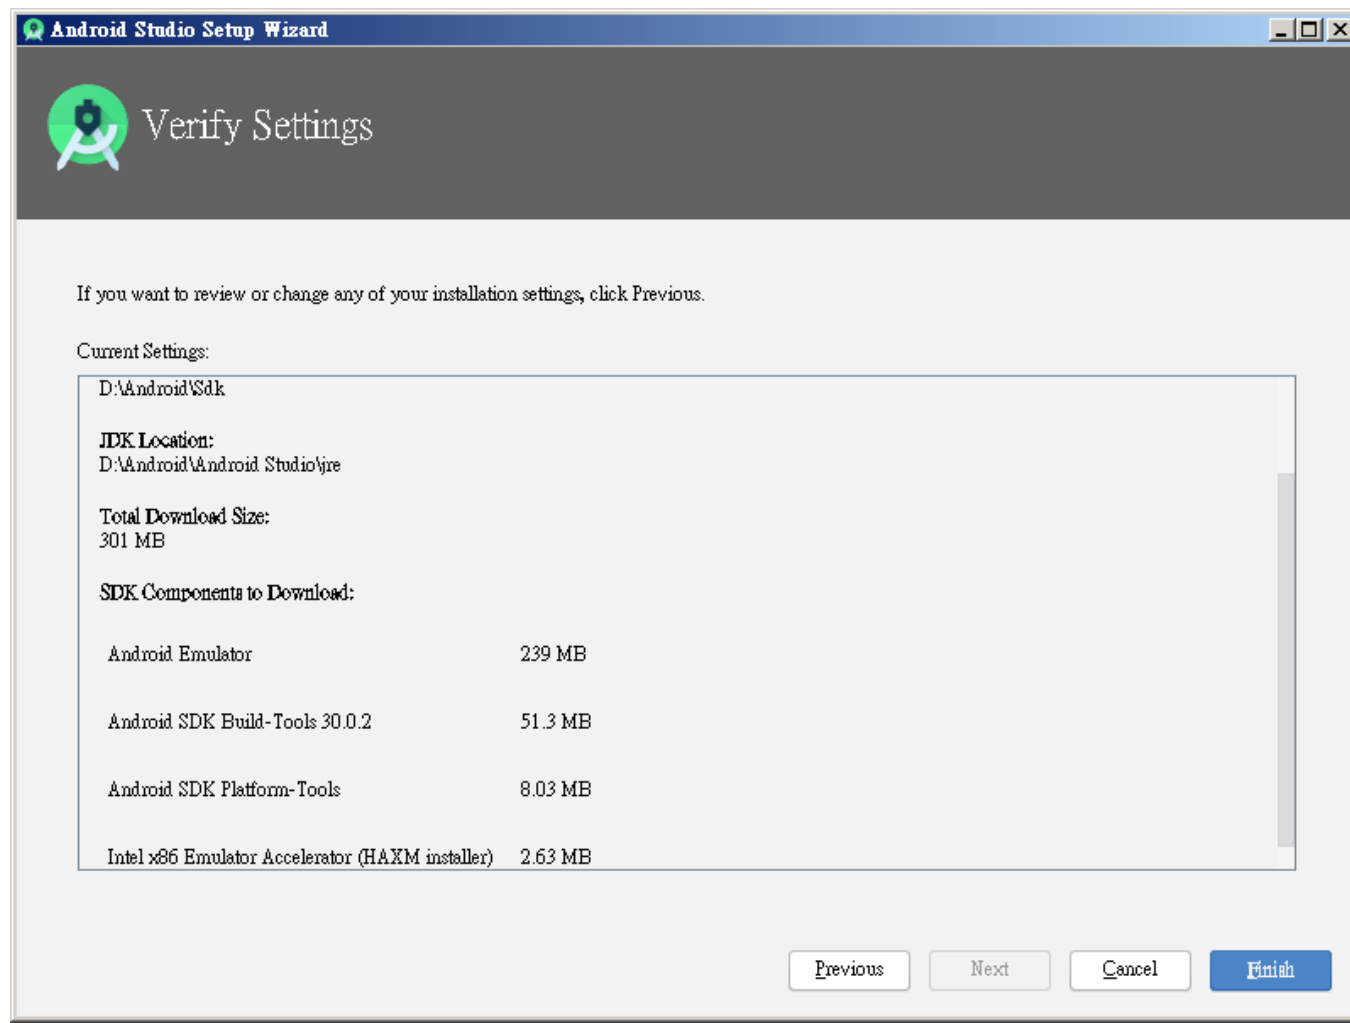 Android Studio Setup Wizard
Verify Settings
If you want to review or change any of your installation settings, click Previous.
Current Settings:
D:\Android\Sdk
JDK Location:
D:\Android\Android Studio\jre
Total Download Size:
301 MB
SDK Components to Download:
Android Emulator 239 MB
Android SDK Build-Tools 30.0.2 51.3 MB
Android SDK Platform-Tools 8.03 MB
Intel x86 Emulator Accelerator (HAXM installer) 2.63 MB
Previous Next Cancel Finish